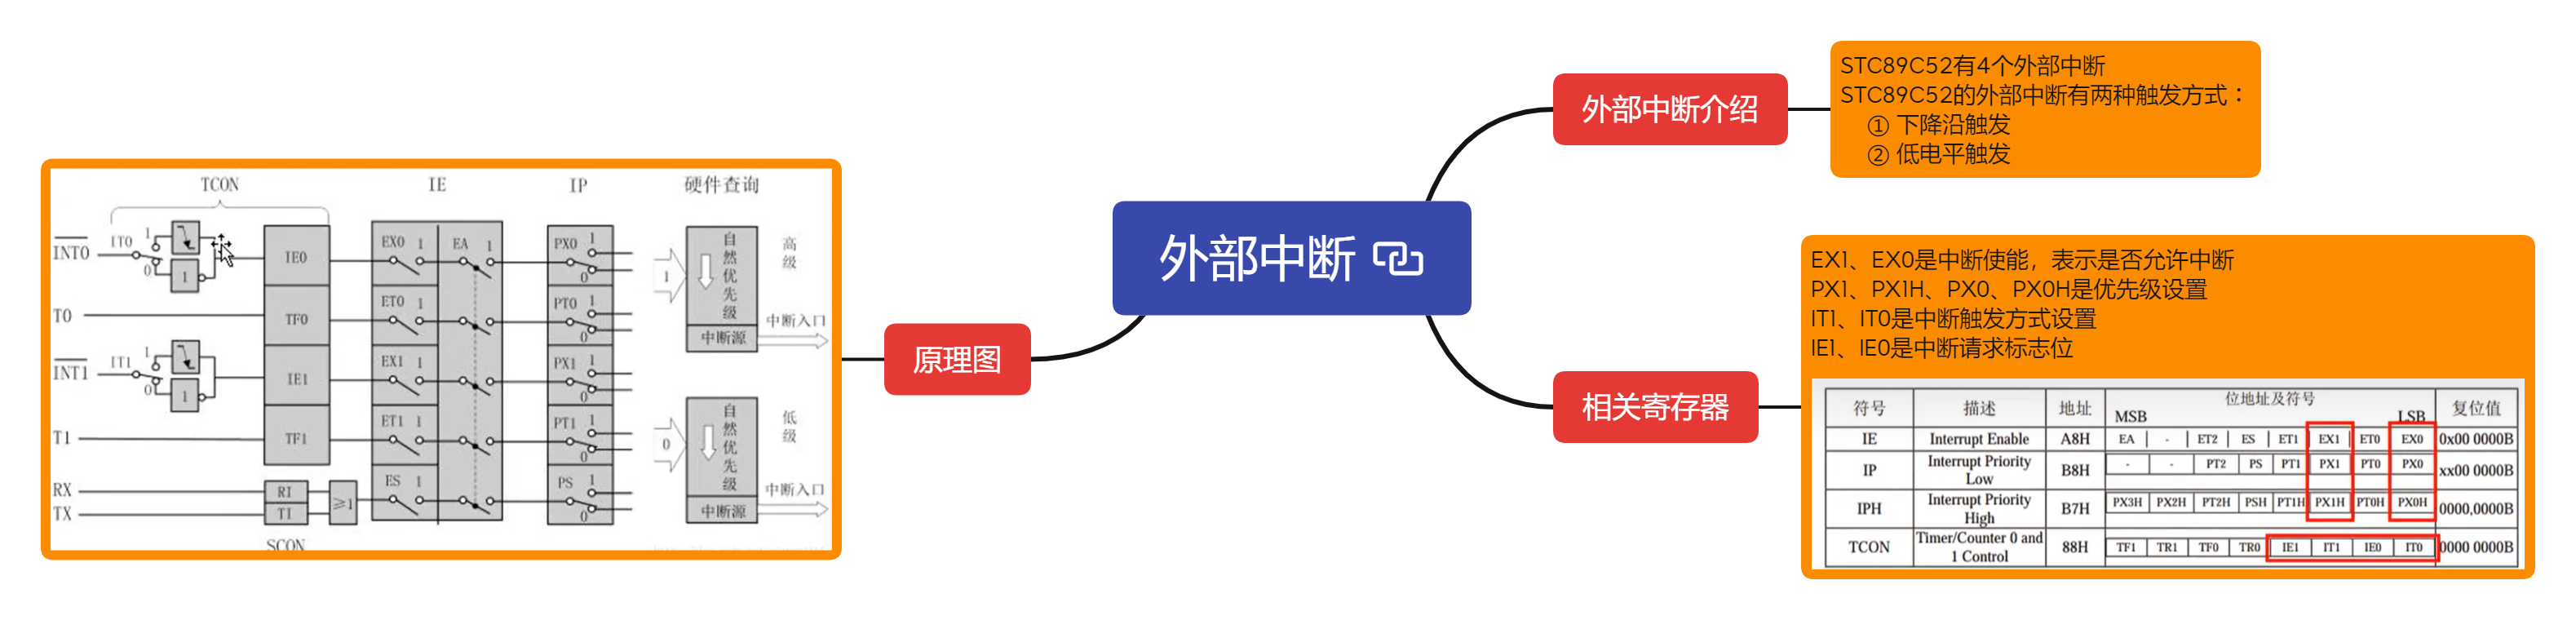 外部中断
外部中断介绍
STC89C52有4个外部中断
STC89C52的外部中断有两种触发方式：
① 下降沿触发
② 低电平触发
相关寄存器
EX1、EX0是中断使能，表示是否允许中断
PX1、PX1H、PX0、PX0H是优先级设置
IT1、IT0是中断触发方式设置
IE1、IE0是中断请求标志位
符号 描述 地址 位地址及符号 复位值
MSB LSB
IE Interrupt Enable A8H EA - ET2 ES ET1 EX1 ET0 EX0 0x00 0000B
IP Interrupt Priority Low B8H - - PT2 PS PT1 PX1 PT0 PX0 xx00 0000B
IPH Interrupt Priority High B7H PX3H PX2H PT2H PSH PT1H PX1H PT0H PX0H 0000,0000B
TCON Timer/Counter 0 and 1 Control 88H TF1 TR1 TF0 TR0 IE1 IT1 IE0 IT0 0000 0000B
原理图
TCON IE IP 硬件查询
INT0 IT0 1 0 1 IE0 EX0 1 EA 1 PX0 1 0
T0 TF0 ET0 1 PT0 1 0
INT1 IT1 1 0 1 IE1 EX1 1 PX1 1 0
T1 TF1 ET1 1 PT1 1 0
RX RI ≥1 ES 1 PS 1 0
TX TI
SCON
1 自然优先级 高级
中断源 中断入口
0 自然优先级 低级
中断源 中断入口